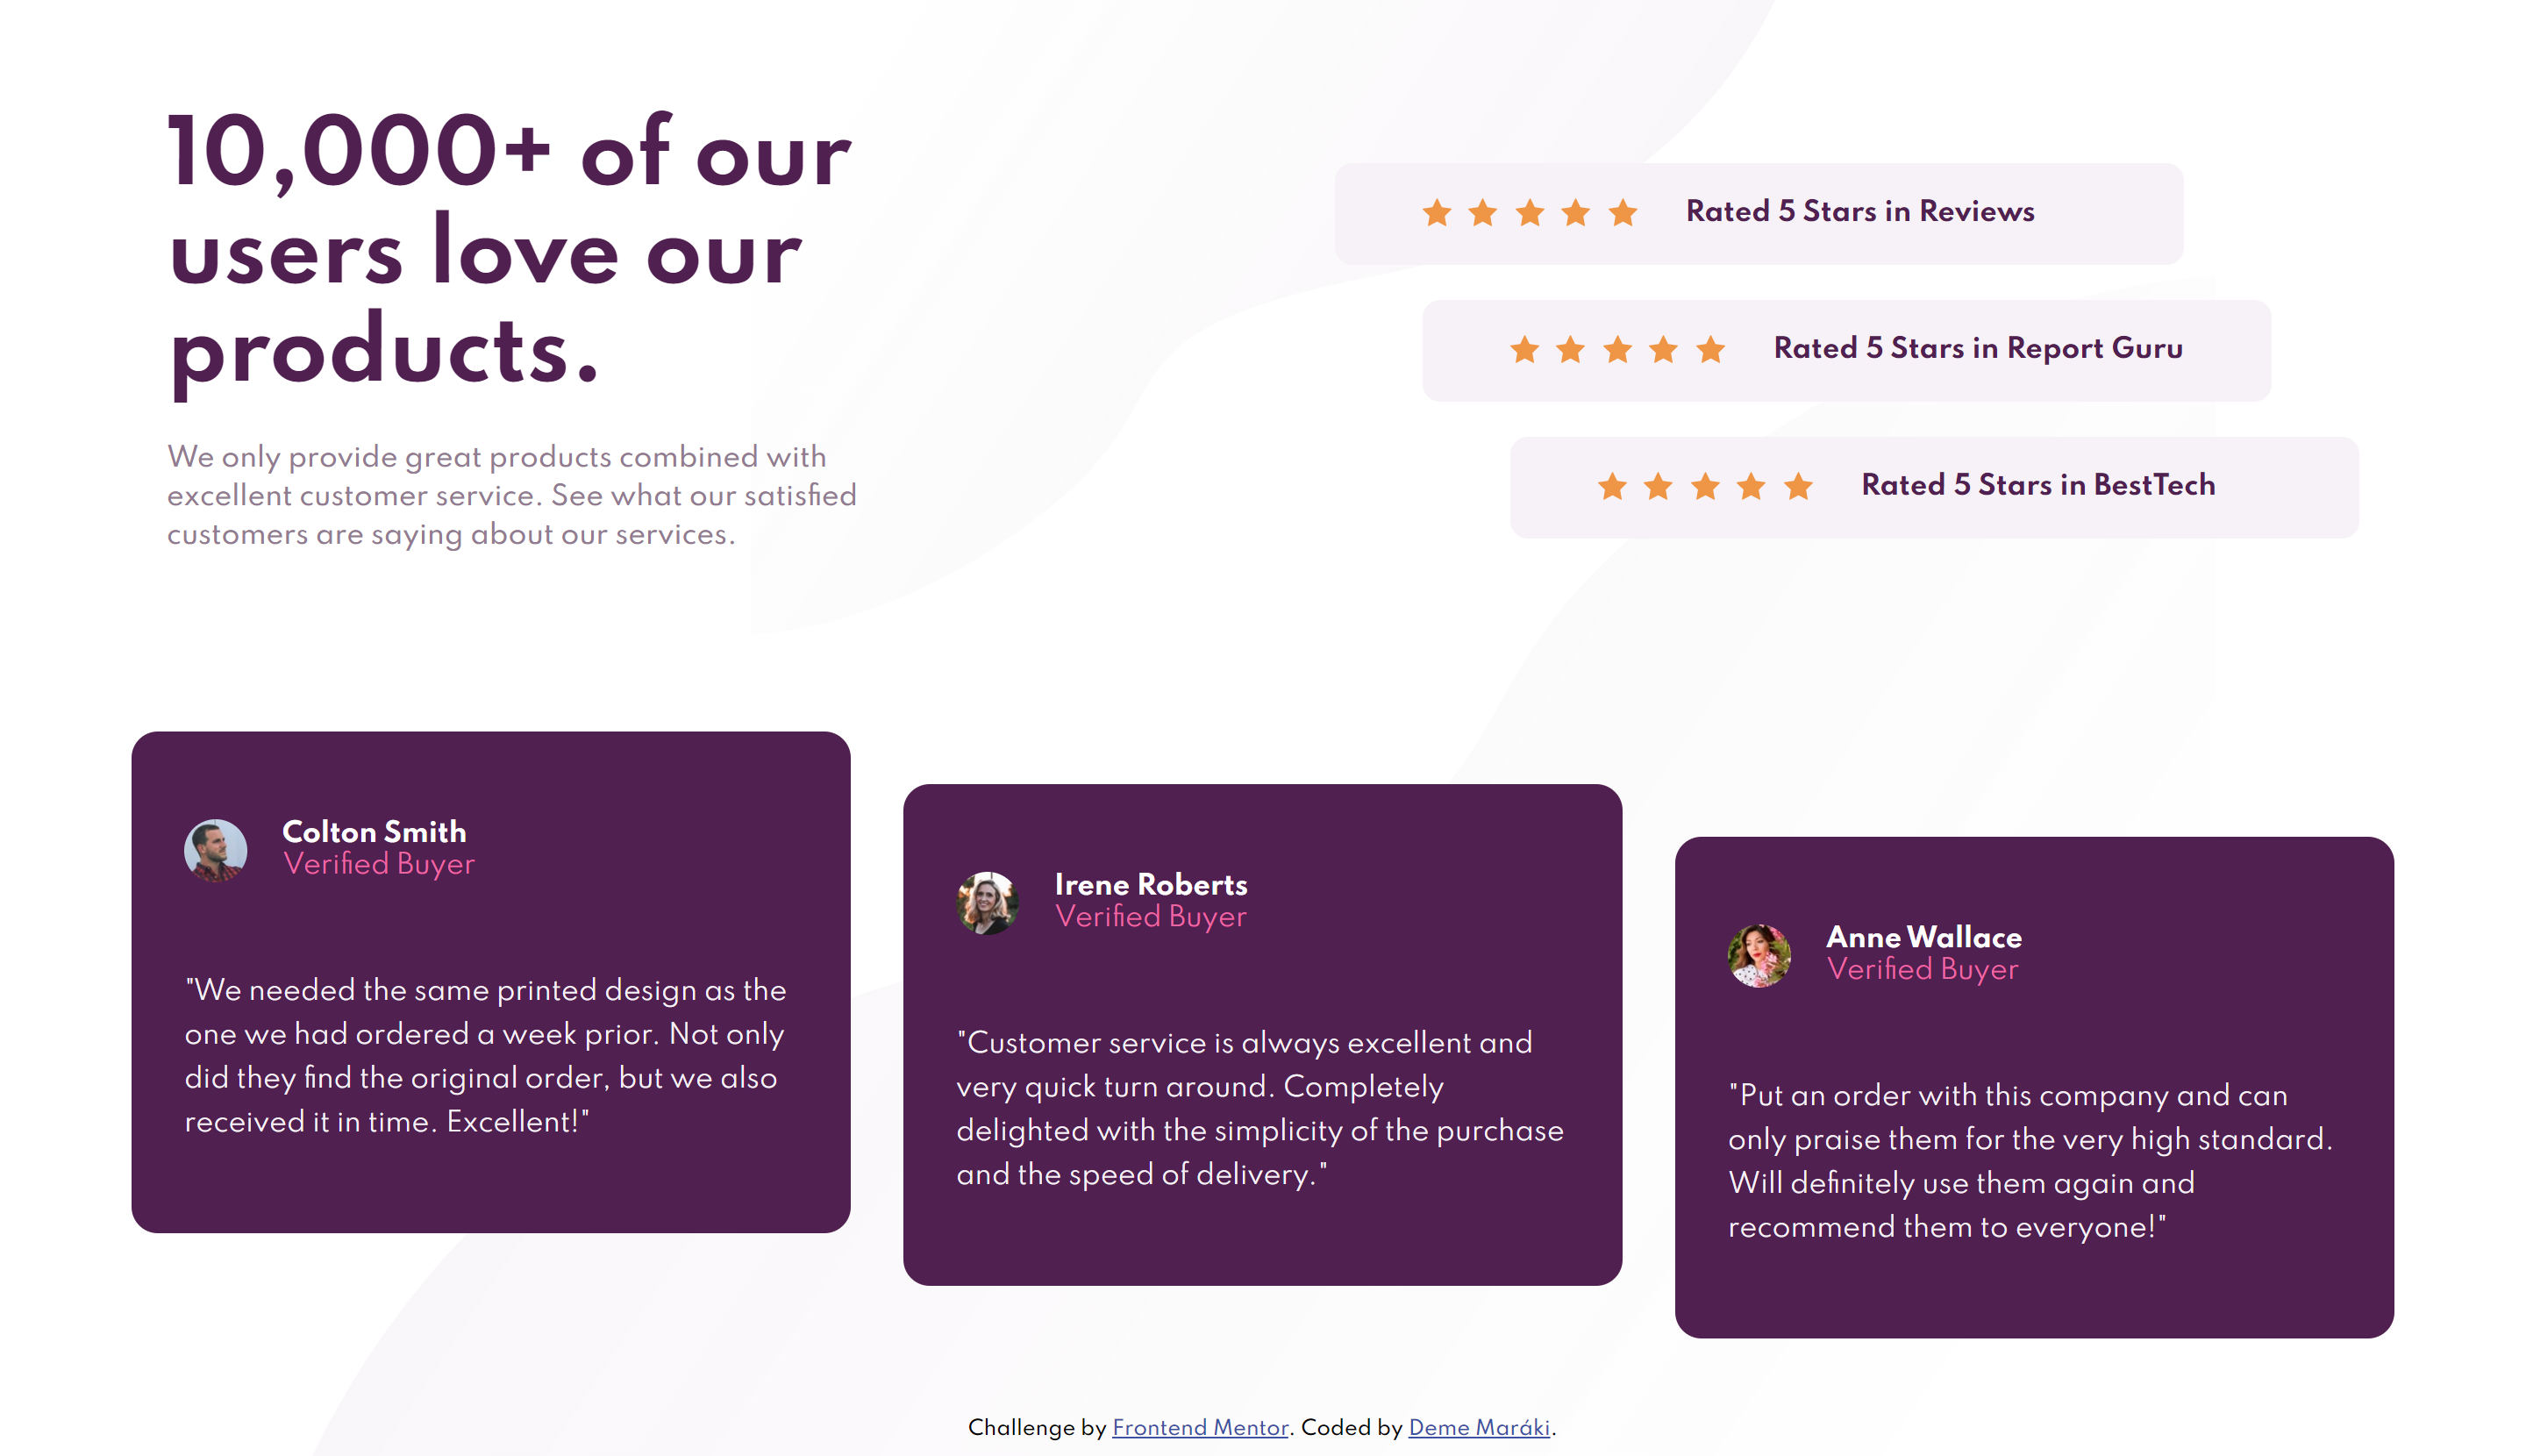 10,000+ of our
users love our
products.
We only provide great products combined with
excellent customer service. See what our satisfied
customers are saying about our services.
Rated 5 Stars in Reviews
Rated 5 Stars in Report Guru
Rated 5 Stars in BestTech
Colton Smith
Verified Buyer
"We needed the same printed design as the
one we had ordered a week prior. Not only
did they find the original order, but we also
received it in time. Excellent!"
Irene Roberts
Verified Buyer
"Customer service is always excellent and
very quick turn around. Completely
delighted with the simplicity of the purchase
and the speed of delivery."
Anne Wallace
Verified Buyer
"Put an order with this company and can
only praise them for the very high standard.
Will definitely use them again and
recommend them to everyone!"
Challenge by Frontend Mentor. Coded by Deme Maráki.